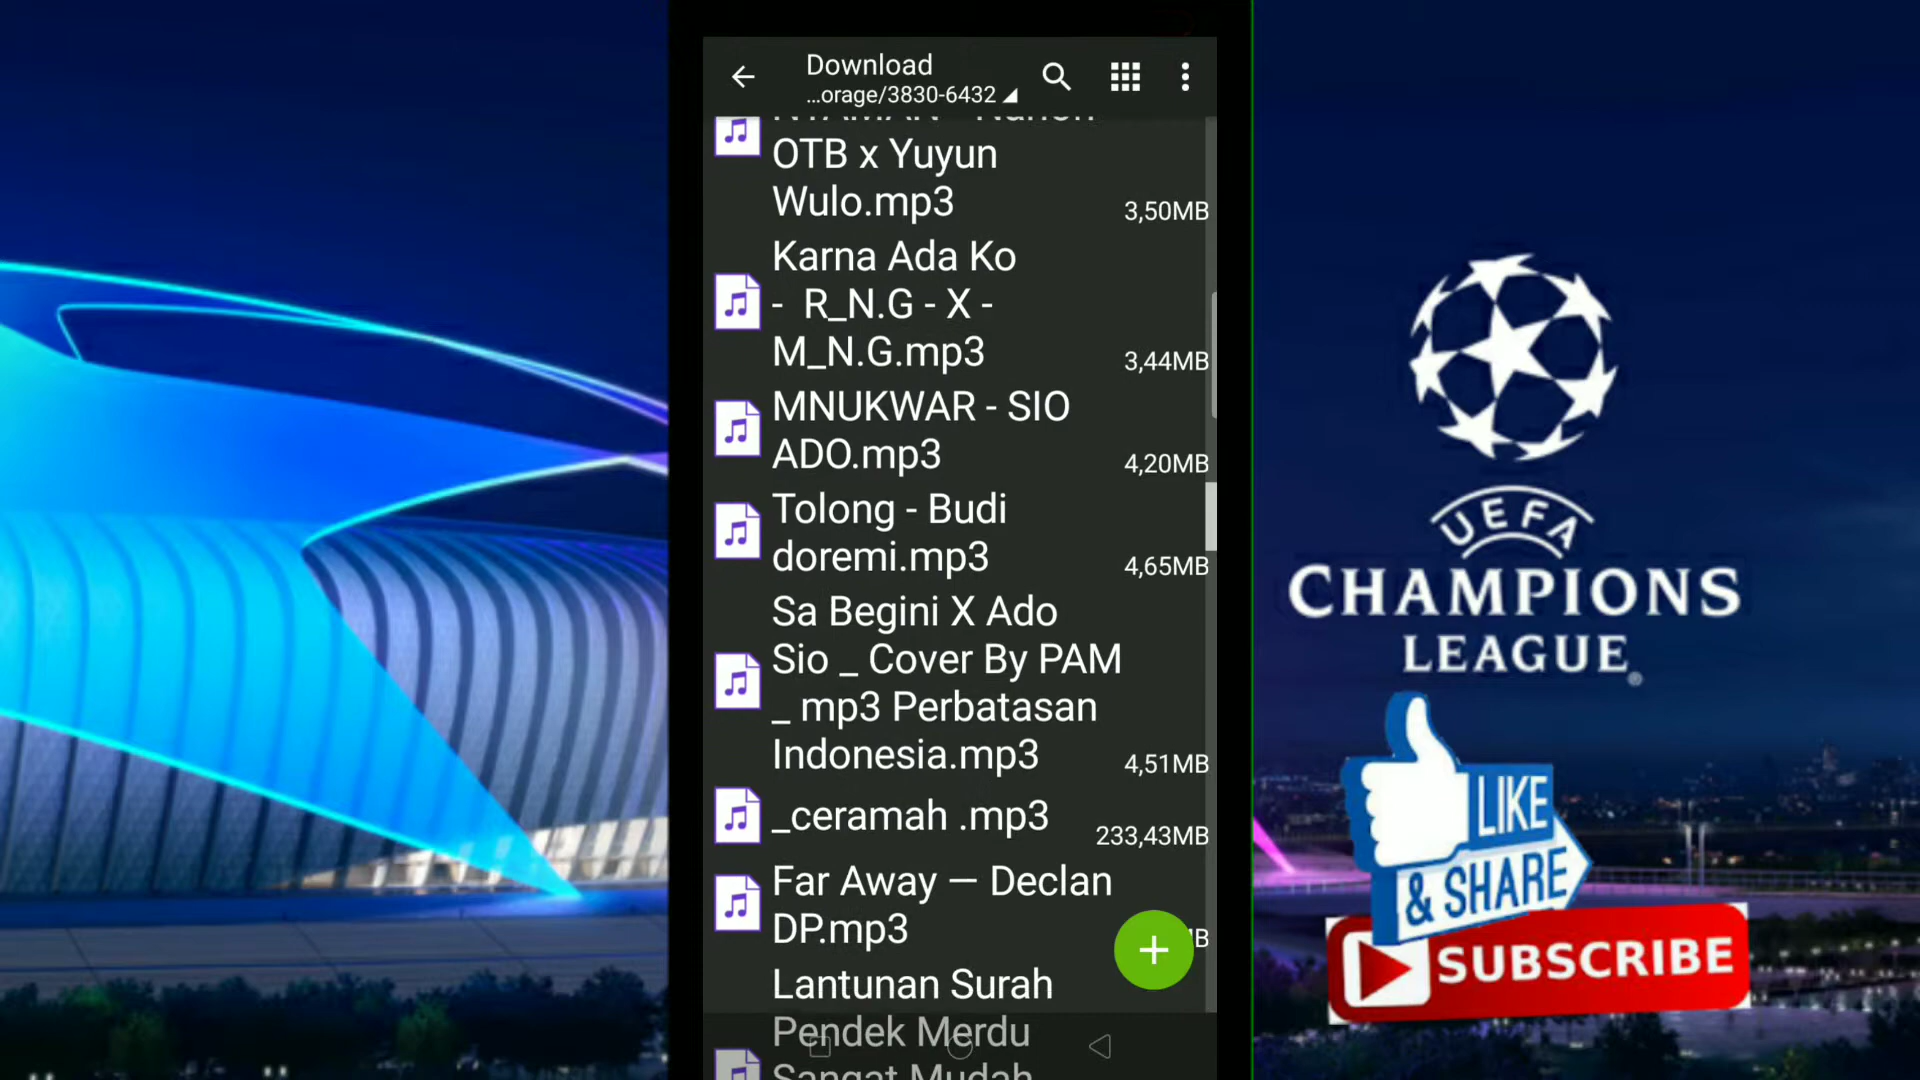 Download
...orage/3830-6432
OTB x Yuyun
Wulo.mp3
3,50MB
Karna Ada Ko
- R_N.G - X -
M_N.G.mp3
3,44MB
MNUKWAR - SIO
ADO.mp3
4,20MB
Tolong - Budi
doremi.mp3
4,65MB
Sa Begini X Ado
Sio _ Cover By PAM
_ mp3 Perbatasan
Indonesia.mp3
4,51MB
_ceramah .mp3
233,43MB
Far Away — Declan
DP.mp3
Lantunan Surah
Pendek Merdu
Sangat Mudah
UEFA
CHAMPIONS
LEAGUE
®
LIKE
& SHARE
SUBSCRIBE